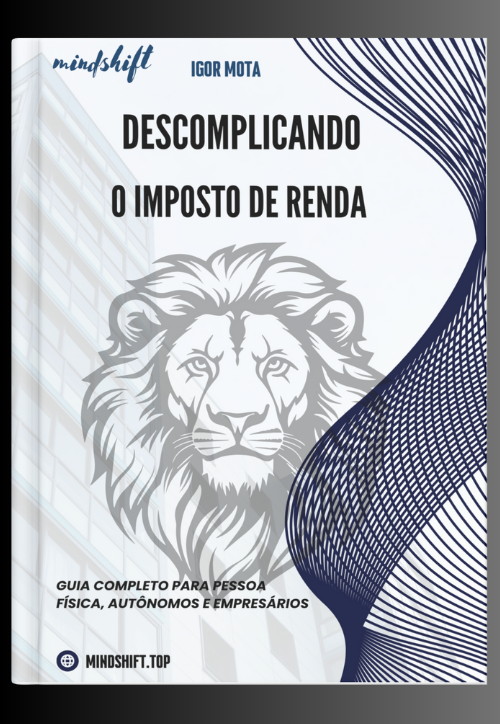 mindshift
IGOR MOTA
DESCOMPLICANDO
O IMPOSTO DE RENDA
GUIA COMPLETO PARA PESSOA
FÍSICA, AUTÔNOMOS E EMPRESÁRIOS
MINDSHIFT.TOP